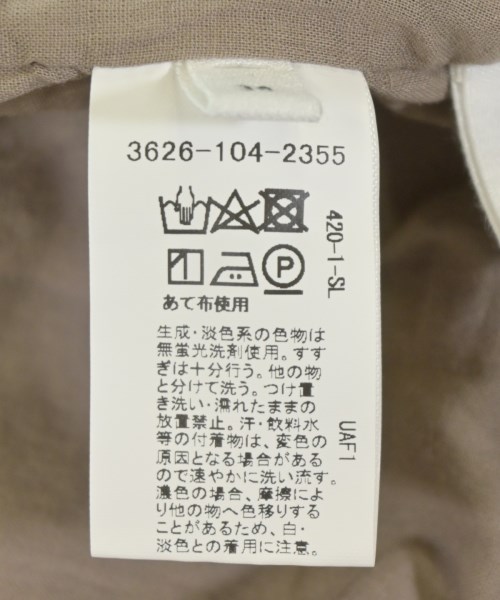 3626-104-2355
420-1-SL
P
あて布使用
生成・淡色系の色物は
無蛍光洗剤使用。すす
ぎは十分行う。他の物
と分けて洗う。つけ置
き洗い・濡れたままの
放置禁止。汗・飲料水
等の付着物は、変色の
原因となる場合がある
ので速やかに洗い流す。
濃色の場合、摩擦によ
り他の物へ色移りする
ことがあるため、白・
淡色との着用に注意。
UAF1